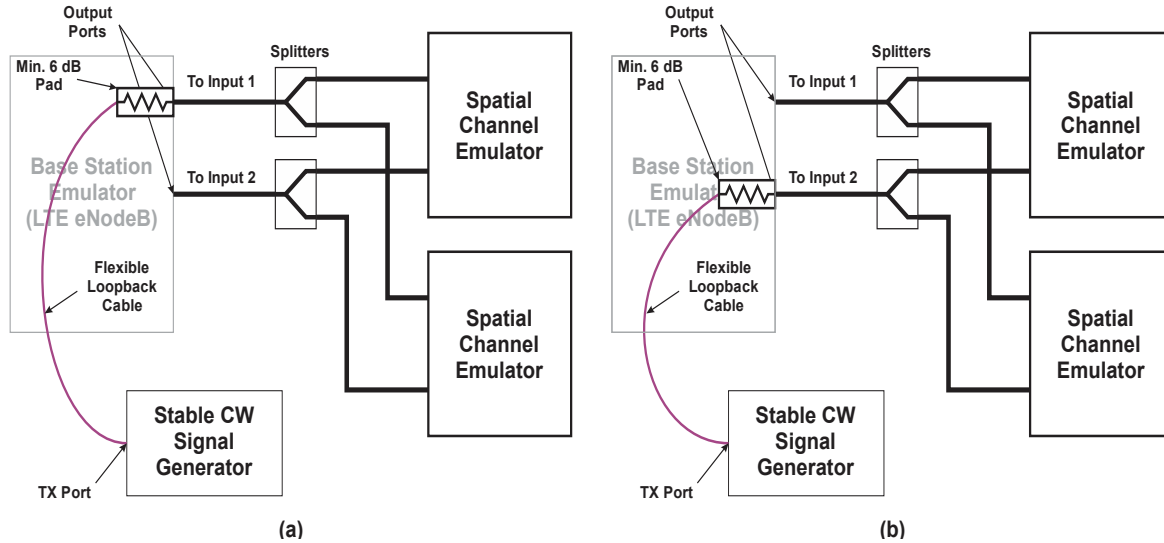 Output
Ports
Min. 6 dB
Pad
To Input 1
Splitters
Spatial
Channel
Emulator
Base Station
Emulator
(LTE eNodeB)
To Input 2
Flexible
Loopback
Cable
Spatial
Channel
Emulator
Stable CW
Signal
Generator
TX Port
(a)
Output
Ports
Min. 6 dB
Pad
To Input 1
Splitters
Spatial
Channel
Emulator
Base Station
Emulat
(LTE eNodeB)
To Input 2
Flexible
Loopback
Cable
Spatial
Channel
Emulator
Stable CW
Signal
Generator
TX Port
(b)